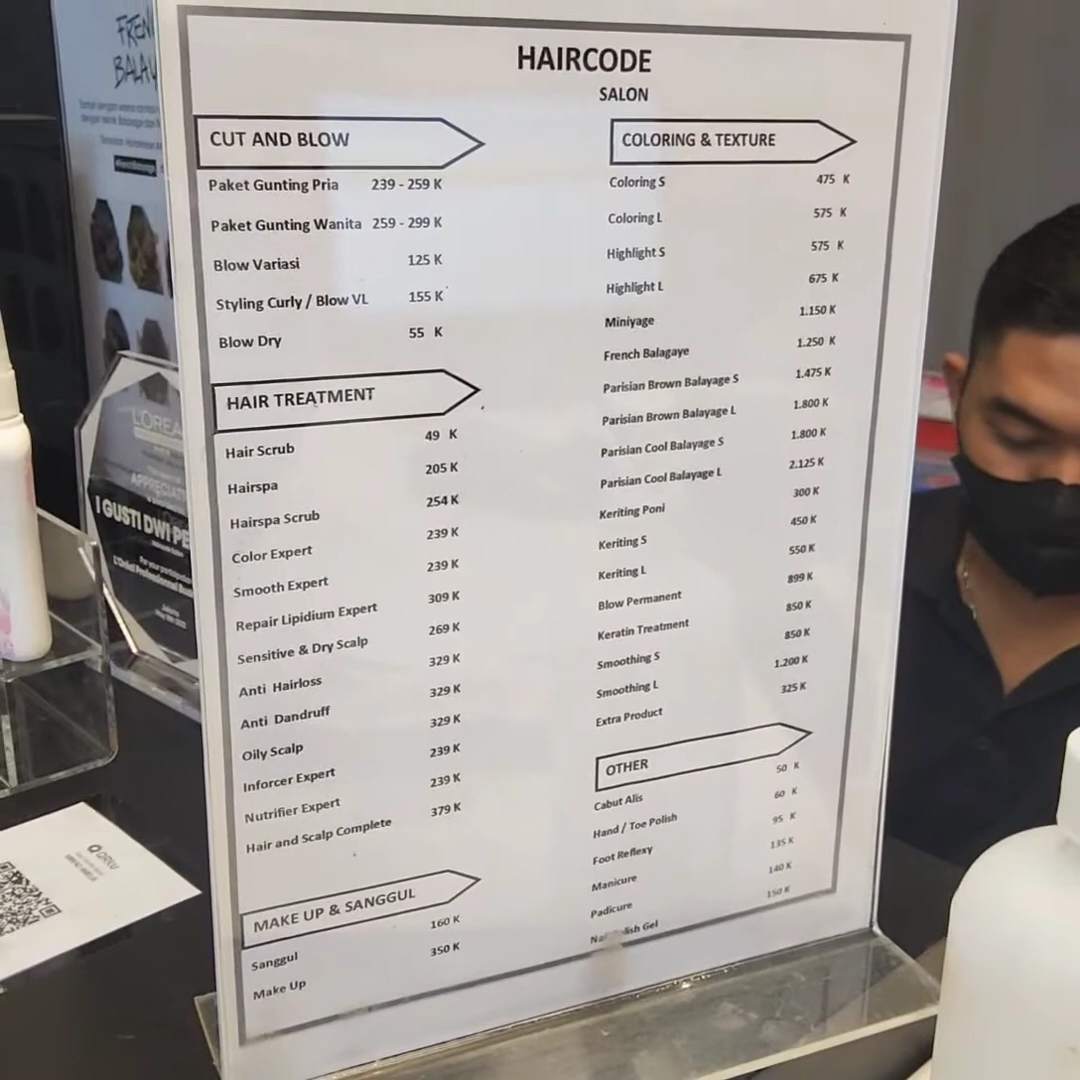 HAIRCODE
SALON
CUT AND BLOW
Paket Gunting Pria 239 - 259 K
Paket Gunting Wanita 259 - 299 K
Blow Variasi 125 K
Styling Curly / Blow VL 155 K
Blow Dry 55 K
HAIR TREATMENT
Hair Scrub 49 K
Hairspa 205 K
Hairspa Scrub 254 K
Color Expert 239 K
Smooth Expert 239 K
Repair Lipidium Expert 309 K
Sensitive & Dry Scalp 269 K
Anti Hairloss 329 K
Anti Dandruff 329 K
Oily Scalp 329 K
Inforcer Expert 239 K
Nutrifier Expert 239 K
Hair and Scalp Complete 379 K
MAKE UP & SANGGUL
Sanggul 160 K
Make Up 350 K
COLORING & TEXTURE
Coloring S 475 K
Coloring L 575 K
Highlight S 575 K
Highlight L 675 K
Miniyage 1.150 K
French Balagaye 1.250 K
Parisian Brown Balayage S 1.475 K
Parisian Brown Balayage L 1.800 K
Parisian Cool Balayage S 1.800 K
Parisian Cool Balayage L 2.125 K
Keriting Poni 300 K
Keriting S 450 K
Keriting L 550 K
Blow Permanent 899 K
Keratin Treatment 850 K
Smoothing S 850 K
Smoothing L 1.200 K
Extra Product 325 K
OTHER
Cabut Alis 50 K
Hand / Toe Polish 60 K
Foot Reflexy 95 K
Manicure 135 K
Padicure 140 K
Gel 150 K
I GUSTI DWI